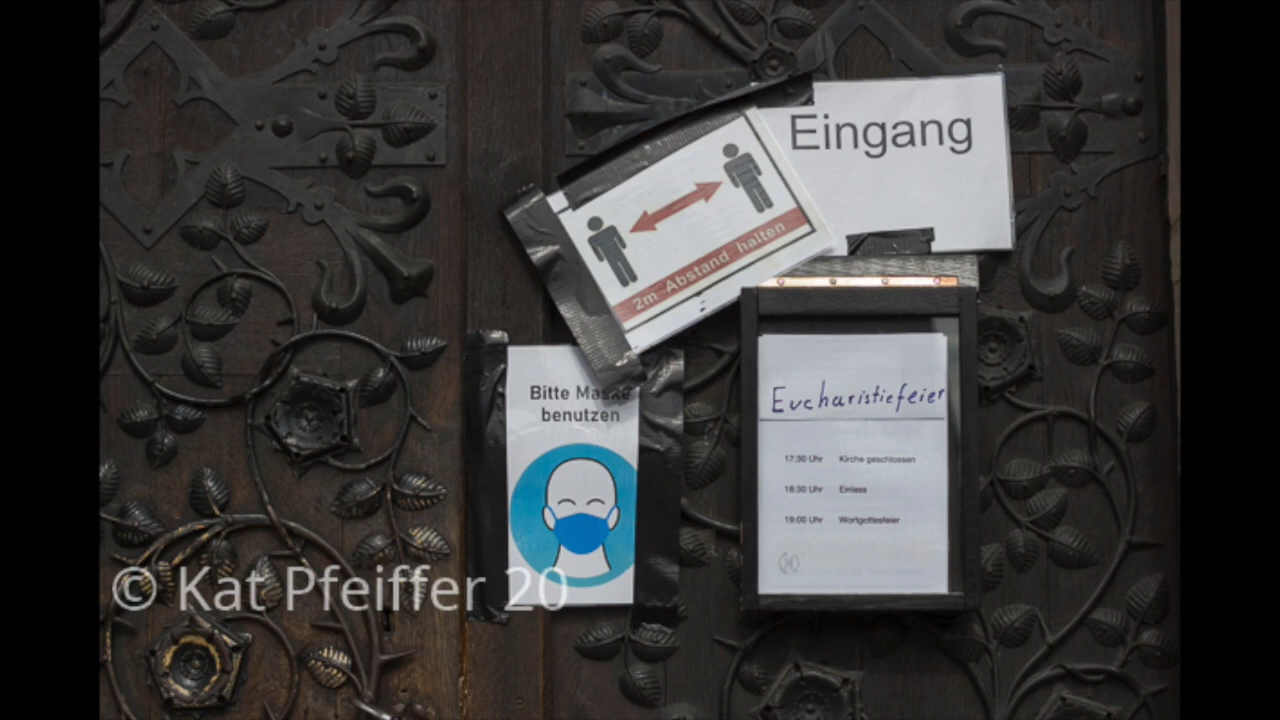 Eingang
2m Abstand halten
Bitte Maske
benutzen
Eucharistiefeier
17:30 Uhr Kirche geschlossen
18:30 Uhr Einlass
19:00 Uhr Wortgottesfeier
© Kat Pfeiffer 20